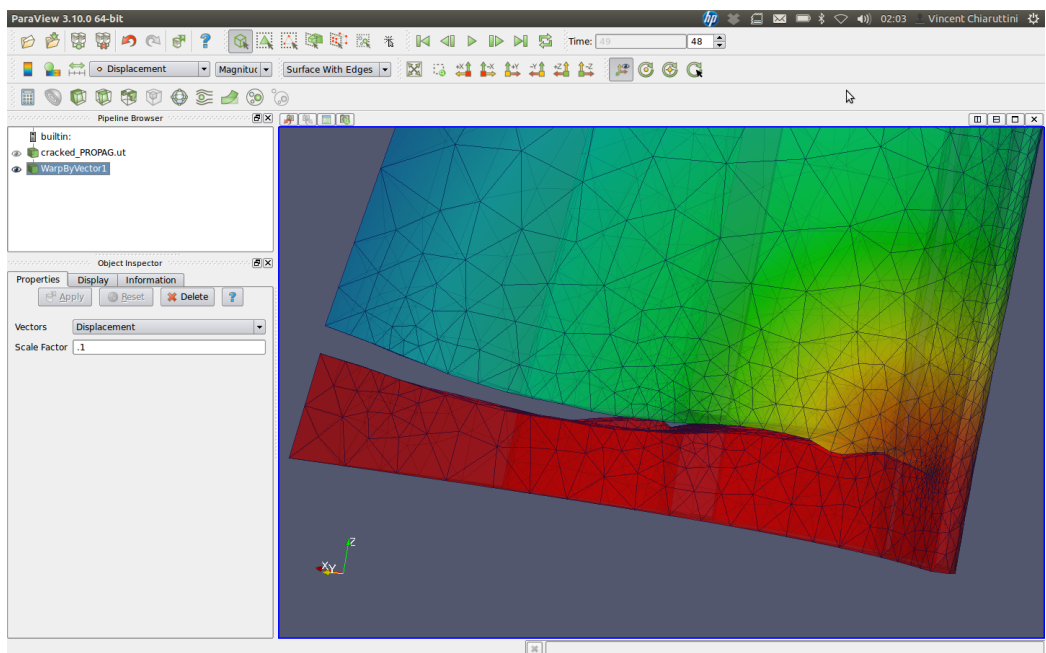 ParaView 3.10.0 64-bit
02:03 Vincent Chiaruttini
Time: 49 48
Displacement Magnituc Surface With Edges
Pipeline Browser
builtin:
cracked_PROPAG.ut
WarpByVector1
Object Inspector
Properties Display Information
Apply Reset Delete ?
Vectors Displacement
Scale Factor .1
Z
X Y